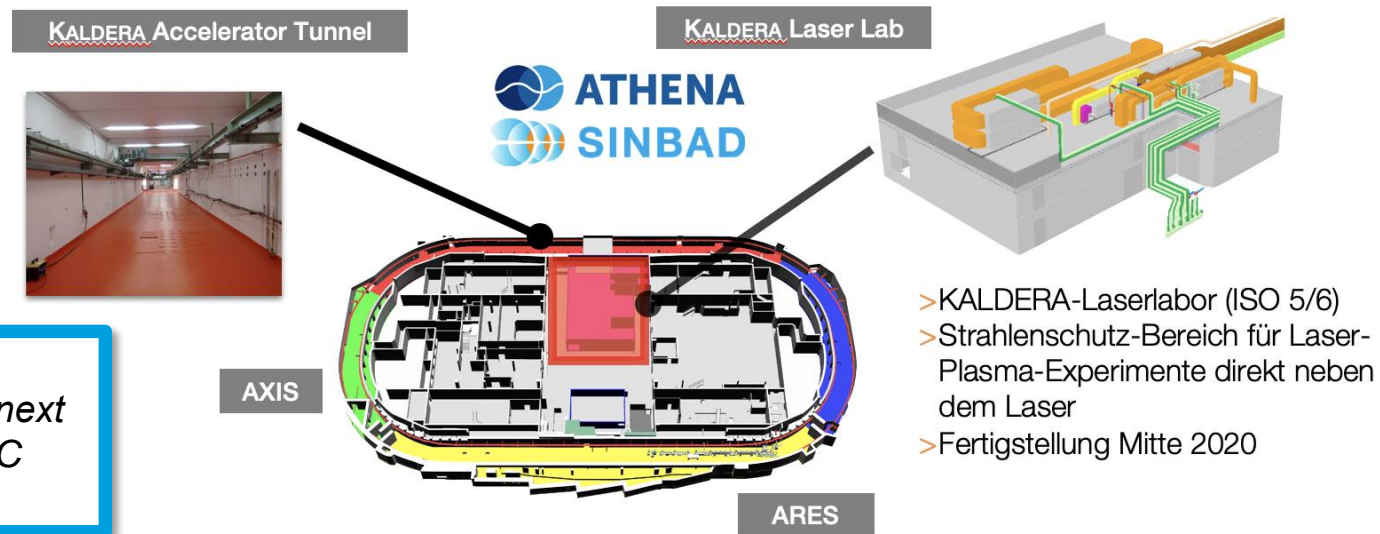 KALDERA Accelerator Tunnel
KALDERA Laser Lab
ATHENA
SINBAD
>KALDERA-Laserlabor (ISO 5/6)
>Strahlenschutz-Bereich für Laser-
Plasma-Experimente direkt neben
dem Laser
>Fertigstellung Mitte 2020
AXIS
next
C
ARES